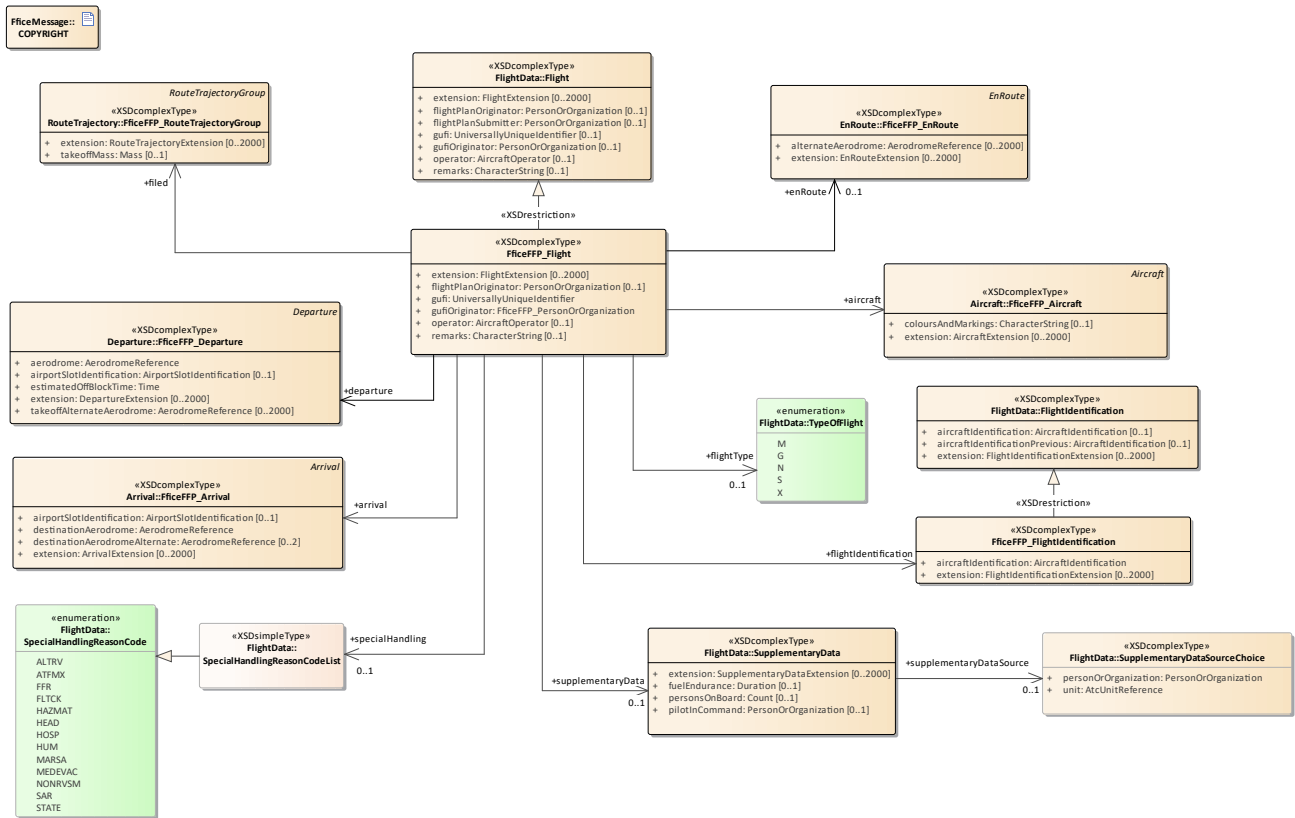 FficeMessage::
COPYRIGHT
RouteTrajectoryGroup
«XSDcomplexType»
RouteTrajectory::FficeFFP_RouteTrajectoryGroup
+ extension: RouteTrajectoryExtension [0..2000]
+ takeoffMass: Mass [0..1]
«XSDcomplexType»
FlightData::Flight
+ extension: FlightExtension [0..2000]
+ flightPlanOriginator: PersonOrOrganization [0..1]
+ flightPlanSubmitter: PersonOrOrganization [0..1]
+ gufi: UniversallyUniqueIdentifier [0..1]
+ gufiOriginator: PersonOrOrganization [0..1]
+ operator: AircraftOperator [0..1]
+ remarks: CharacterString [0..1]
EnRoute
«XSDcomplexType»
EnRoute::FficeFFP_EnRoute
+ alternateAerodrome: AerodromeReference [0..2000]
+ extension: EnRouteExtension [0..2000]
+filed
+enRoute
0..1
«XSDrestriction»
«XSDcomplexType»
FficeFFP_Flight
+ extension: FlightExtension [0..2000]
+ flightPlanOriginator: PersonOrOrganization [0..1]
+ gufi: UniversallyUniqueIdentifier
+ gufiOriginator: FficeFFP_PersonOrOrganization
+ operator: AircraftOperator [0..1]
+ remarks: CharacterString [0..1]
+aircraft
Aircraft
«XSDcomplexType»
Aircraft::FficeFFP_Aircraft
+ coloursAndMarkings: CharacterString [0..1]
+ extension: AircraftExtension [0..2000]
Departure
«XSDcomplexType»
Departure::FficeFFP_Departure
+ aerodrome: AerodromeReference
+ airportSlotIdentification: AirportSlotIdentification [0..1]
+ estimatedOffBlockTime: Time
+ extension: DepartureExtension [0..2000]
+ takeoffAlternateAerodrome: AerodromeReference [0..2000]
+departure
«enumeration»
FlightData::TypeOfFlight
M
G
N
S
X
+flightType
0..1
«XSDcomplexType»
FlightData::FlightIdentification
+ aircraftIdentification: AircraftIdentification [0..1]
+ aircraftIdentificationPrevious: AircraftIdentification [0..1]
+ extension: FlightIdentificationExtension [0..2000]
«XSDrestriction»
Arrival
«XSDcomplexType»
Arrival::FficeFFP_Arrival
+ airportSlotIdentification: AirportSlotIdentification [0..1]
+ destinationAerodrome: AerodromeReference
+ destinationAerodromeAlternate: AerodromeReference [0..2]
+ extension: ArrivalExtension [0..2000]
+arrival
«XSDcomplexType»
FficeFFP_FlightIdentification
+ aircraftIdentification: AircraftIdentification
+ extension: FlightIdentificationExtension [0..2000]
+flightIdentification
«enumeration»
FlightData::
SpecialHandlingReasonCode
ALTRV
ATFMX
FFR
FLTCK
HAZMAT
HEAD
HOSP
HUM
MARSA
MEDEVAC
NONRVSM
SAR
STATE
«XSDsimpleType»
FlightData::
SpecialHandlingReasonCodeList
+specialHandling
0..1
+supplementaryData
0..1
«XSDcomplexType»
FlightData::SupplementaryData
+ extension: SupplementaryDataExtension [0..2000]
+ fuelEndurance: Duration [0..1]
+ personsOnBoard: Count [0..1]
+ pilotInCommand: PersonOrOrganization [0..1]
+supplementaryDataSource
0..1
«XSDcomplexType»
FlightData::SupplementaryDataSourceChoice
+ personOrOrganization: PersonOrOrganization
+ unit: AtcUnitReference